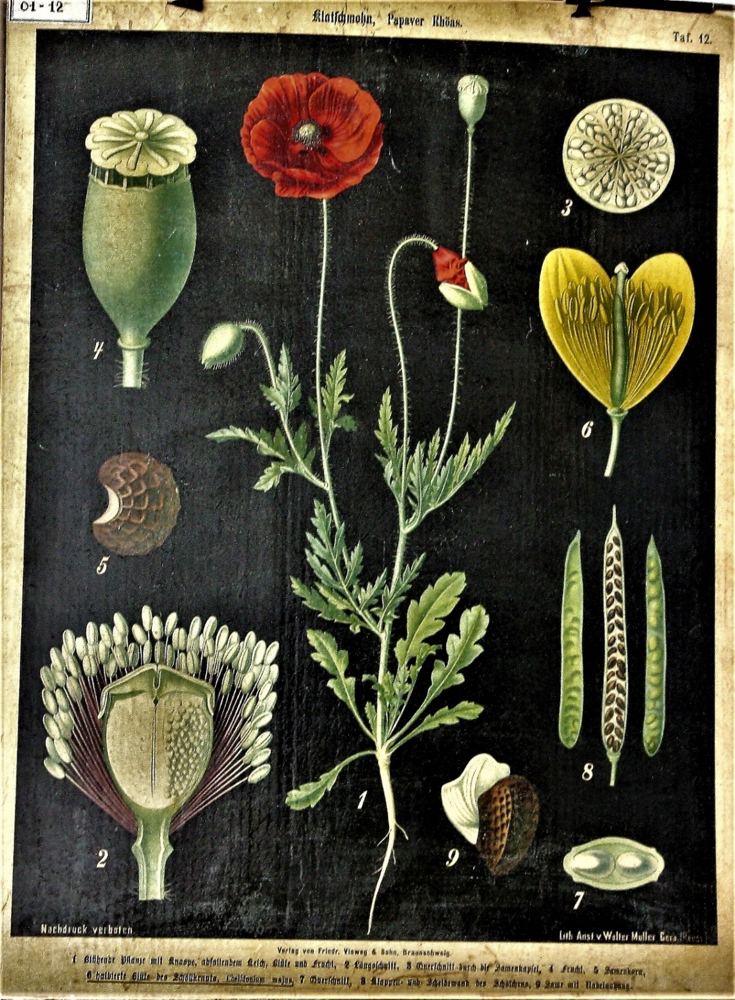 01-12
Klatschmohn, Papaver Rhöas.
Taf. 12.
4
3
6
5
8
2
1
9
7
Nachdruck verboten
Lith. Anst. v. Walter Müller, Gera
Verlag von Friedr. Vieweg & Sohn, Braunschweig.
1 Blühende Pflanze mit Knospe, abfallendem Kelch, Blüte und Frucht, 2 Längsschnitt, 3 Querschnitt durch die Samenkapsel, 4 Frucht, 5 Samenkorn,
6 halbierte Blüte des Schöllkrauts, Chelidonium majus, 7 Querschnitt, 8 Klappen- und Scheidewand des Schötchens, 9 Same mit Nabelanhang.